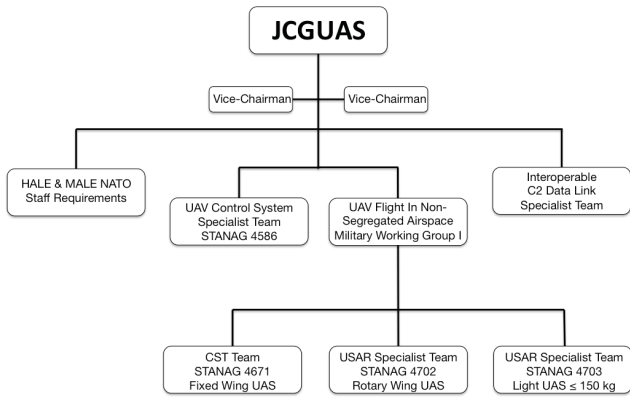 JCGUAS
Vice-Chairman
Vice-Chairman
HALE & MALE NATO
Staff Requirements
UAV Control System
Specialist Team
STANAG 4586
UAV Flight In Non-
Segregated Airspace
Military Working Group I
Interoperable
C2 Data Link
Specialist Team
CST Team
STANAG 4671
Fixed Wing UAS
USAR Specialist Team
STANAG 4702
Rotary Wing UAS
USAR Specialist Team
STANAG 4703
Light UAS ≤ 150 kg